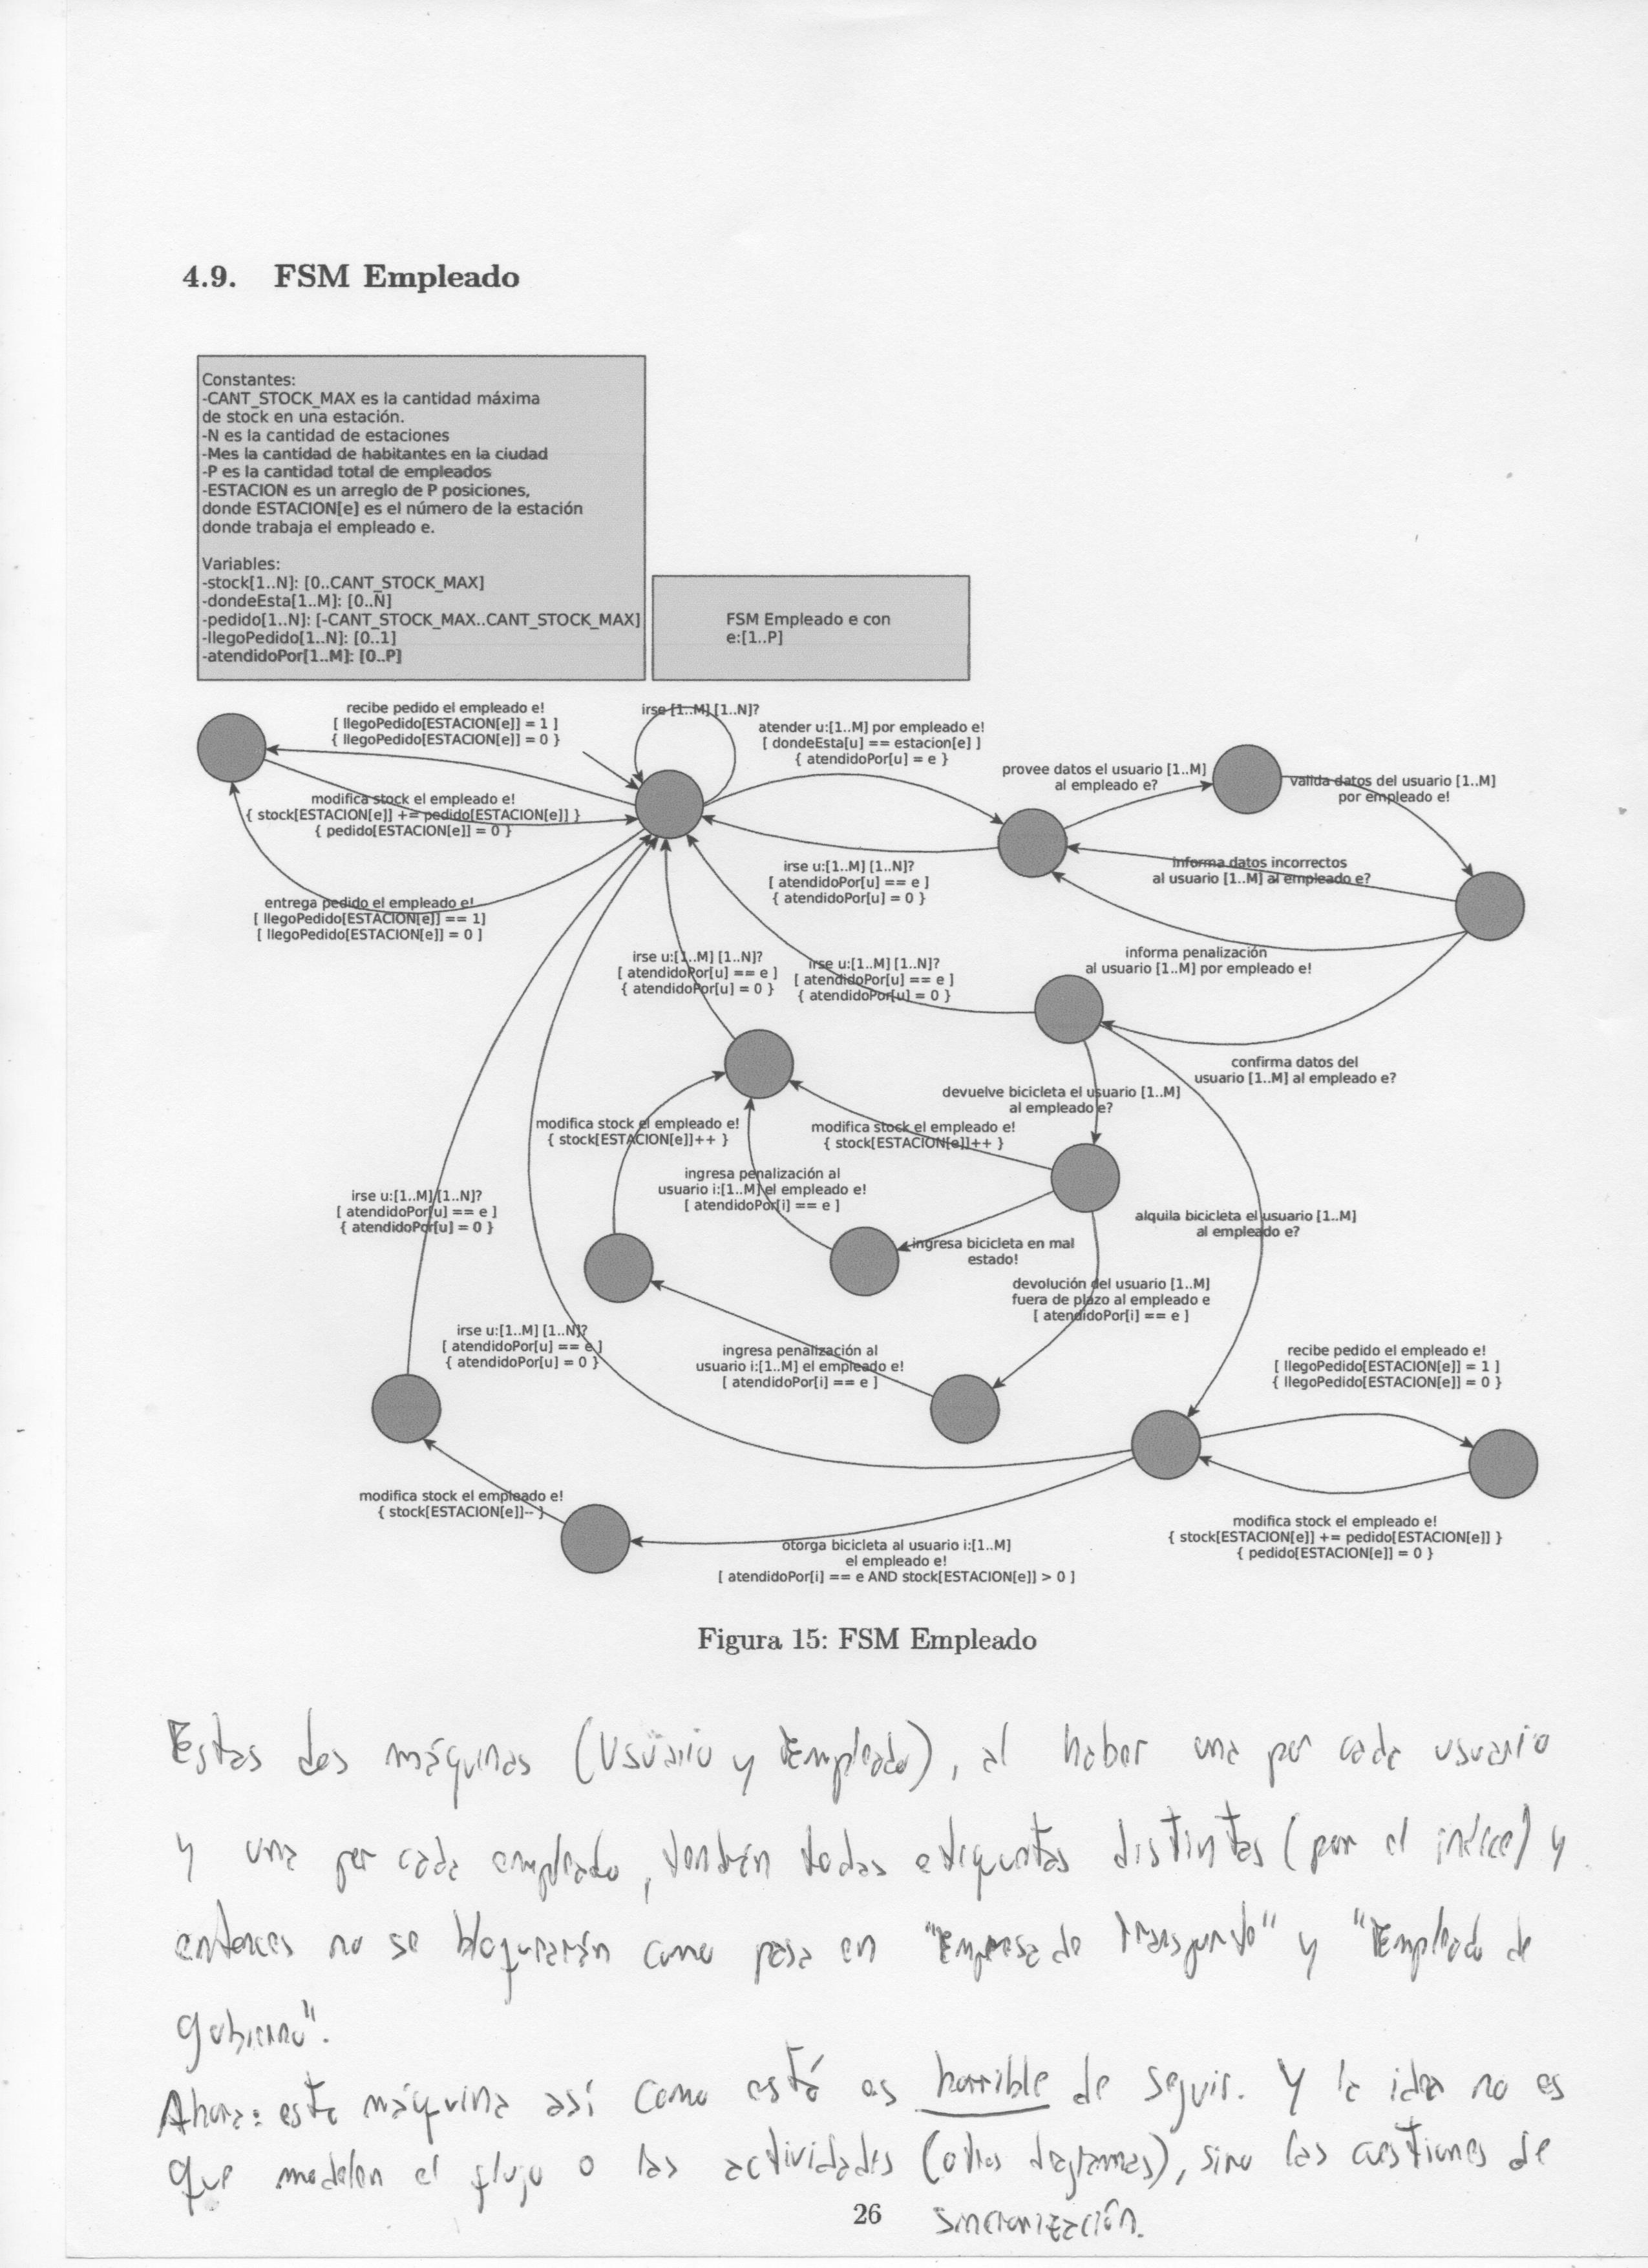 4.9. FSM Empleado
Constantes:
-CANT_STOCK_MAX es la cantidad máxima
de stock en una estación.
-N es la cantidad de estaciones
-Mes la cantidad de habitantes en la ciudad
-P es la cantidad total de empleados
-ESTACION es un arreglo de P posiciones,
donde ESTACION[e] es el número de la estación
donde trabaja el empleado e.
Variables:
-stock[1..N]: [0..CANT_STOCK_MAX]
-dondeEsta[1..M]: [0..N]
-pedido[1..N]: [-CANT_STOCK_MAX..CANT_STOCK_MAX]
-llegoPedido[1..N]: [0..1]
-atendidoPor[1..M]: [0..P]
FSM Empleado e con
e:[1..P]
recibe pedido el empleado e!
[ llegoPedido[ESTACION[e]] = 1 ]
{ llegoPedido[ESTACION[e]] = 0 }
irse [1..M] [1..N]?
atender u:[1..M] por empleado e!
[ dondeEsta[u] == estacion[e] ]
{ atendidoPor[u] = e }
provee datos el usuario [1..M]
al empleado e?
valida datos del usuario [1..M]
por empleado e!
modifica stock el empleado e!
{ stock[ESTACION[e]] += pedido[ESTACION[e]] }
{ pedido[ESTACION[e]] = 0 }
irse u:[1..M] [1..N]?
[ atendidoPor[u] == e ]
{ atendidoPor[u] = 0 }
informa datos incorrectos
al usuario [1..M] al empleado e?
entrega pedido el empleado e!
[ llegoPedido[ESTACION[e]] == 1]
[ llegoPedido[ESTACION[e]] = 0 ]
irse u:[1..M] [1..N]?
[ atendidoPor[u] == e ]
{ atendidoPor[u] = 0 }
irse u:[1..M] [1..N]?
[ atendidoPor[u] == e ]
{ atendidoPor[u] = 0 }
informa penalización
al usuario [1..M] por empleado e!
confirma datos del
usuario [1..M] al empleado e?
devuelve bicicleta el usuario [1..M]
al empleado e?
modifica stock el empleado e!
{ stock[ESTACION[e]]++ }
modifica stock el empleado e!
{ stock[ESTACION[e]]++ }
ingresa penalización al
usuario i:[1..M] el empleado e!
[ atendidoPor[i] == e ]
irse u:[1..M] [1..N]?
[ atendidoPor[u] == e ]
{ atendidoPor[u] = 0 }
alquila bicicleta el usuario [1..M]
al empleado e?
ingresa bicicleta en mal
estado!
devolución del usuario [1..M]
fuera de plazo al empleado e
[ atendidoPor[i] == e ]
irse u:[1..M] [1..N]?
[ atendidoPor[u] == e ]
{ atendidoPor[u] = 0 }
ingresa penalización al
usuario i:[1..M] el empleado e!
[ atendidoPor[i] == e ]
recibe pedido el empleado e!
[ llegoPedido[ESTACION[e]] = 1 ]
{ llegoPedido[ESTACION[e]] = 0 }
modifica stock el empleado e!
{ stock[ESTACION[e]]-- }
otorga bicicleta al usuario i:[1..M]
el empleado e!
[ atendidoPor[i] == e AND stock[ESTACION[e]] > 0 ]
modifica stock el empleado e!
{ stock[ESTACION[e]] += pedido[ESTACION[e]] }
{ pedido[ESTACION[e]] = 0 }
Figura 15: FSM Empleado
Estas dos máquinas (Usuario y Empleado), al haber una por cada usuario
y una por cada empleado, tendrán todas etiquetas distintas (por el índice) y
entonces no se bloquearán como pasa en "Empresa de transporte" y "Empleado de
gobierno".
Ahora: esta máquina así como está es horrible de seguir. Y la idea no es
que modelen el flujo o las actividades (otros diagramas), sino las cuestiones de
sincronización.
26